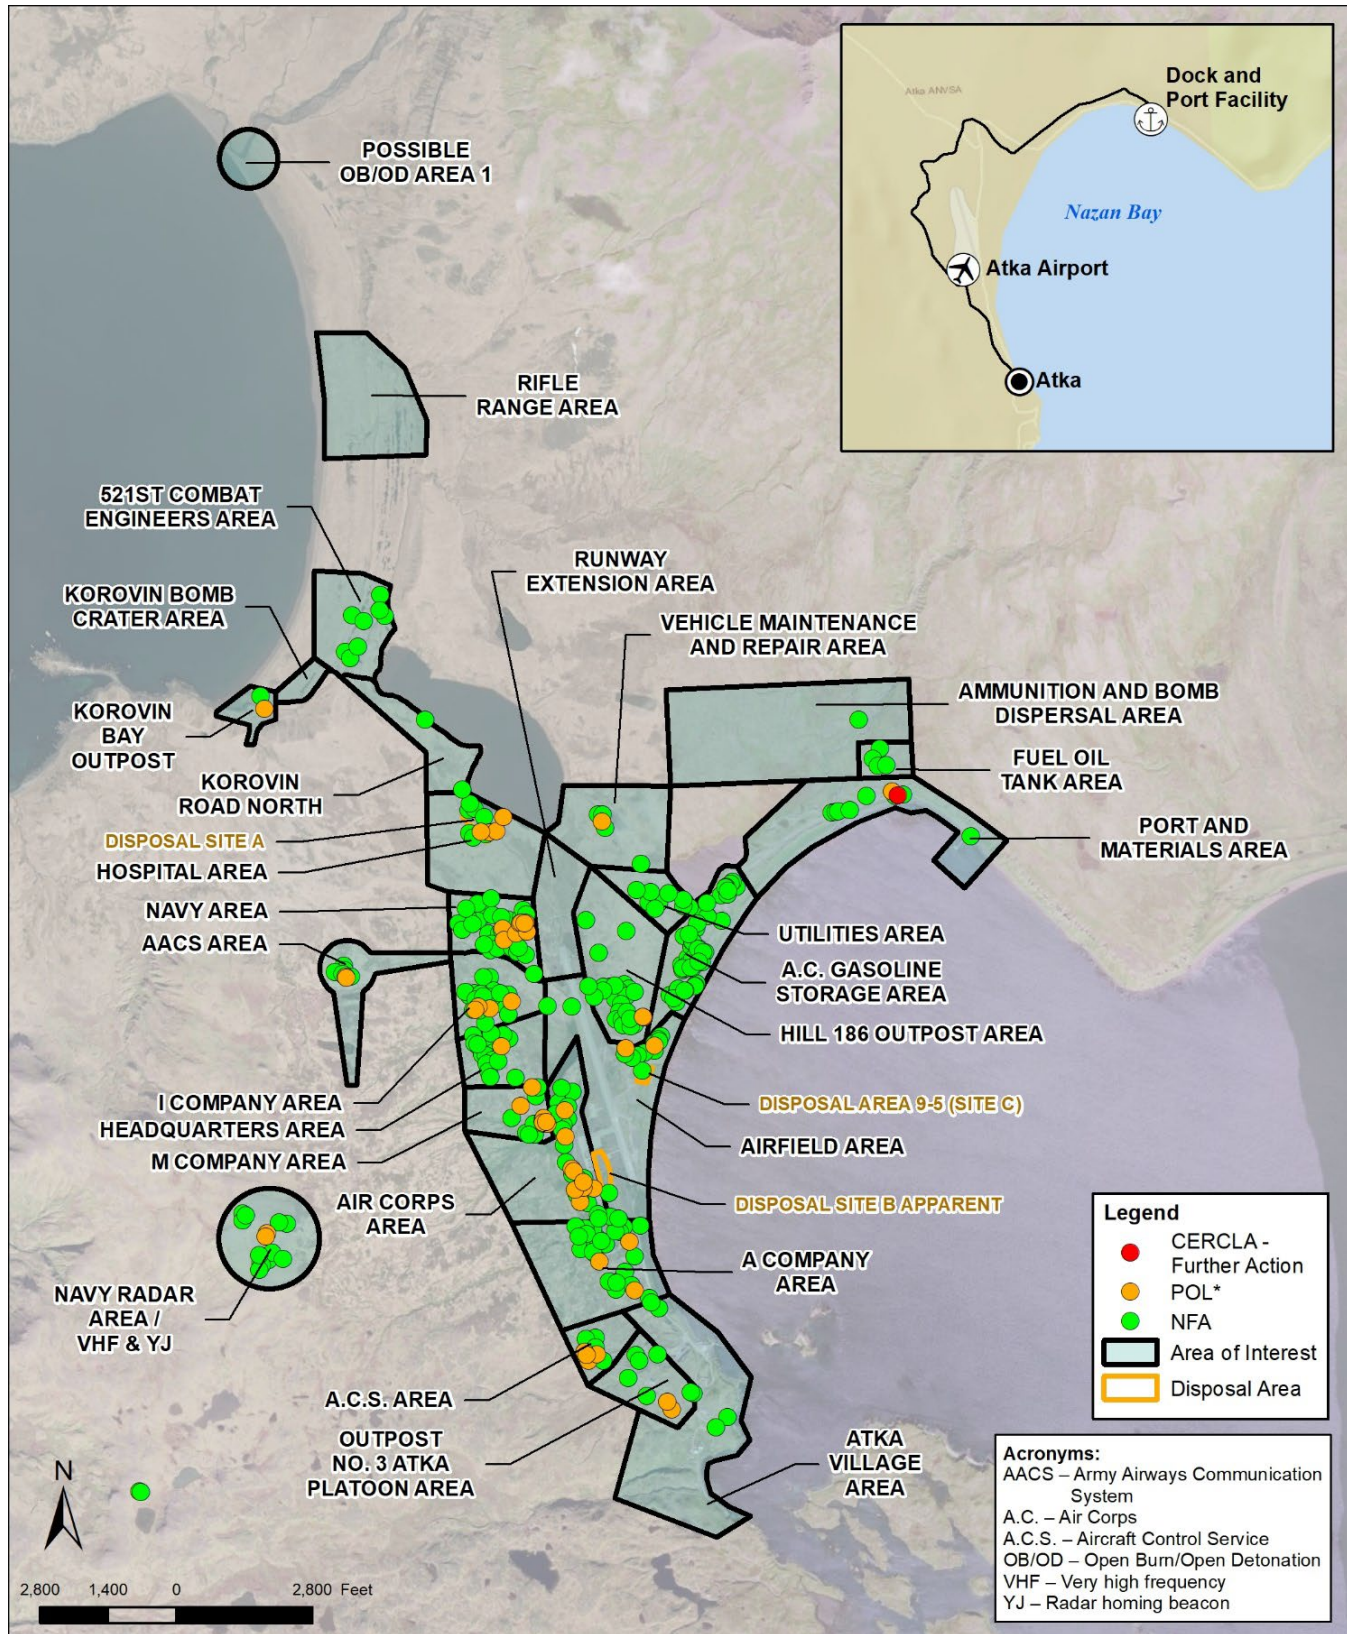 POSSIBLE
OB/OD AREA 1
Atka ANVSA
Dock and
Port Facility
Nazan Bay
Atka Airport
Atka
RIFLE
RANGE AREA
521ST COMBAT
ENGINEERS AREA
RUNWAY
EXTENSION AREA
KOROVIN BOMB
CRATER AREA
VEHICLE MAINTENANCE
AND REPAIR AREA
AMMUNITION AND BOMB
DISPERSAL AREA
KOROVIN
BAY
OUTPOST
FUEL OIL
TANK AREA
KOROVIN
ROAD NORTH
DISPOSAL SITE A
PORT AND
MATERIALS AREA
HOSPITAL AREA
NAVY AREA
AACS AREA
UTILITIES AREA
A.C. GASOLINE
STORAGE AREA
HILL 186 OUTPOST AREA
I COMPANY AREA
DISPOSAL AREA 9-5 (SITE C)
HEADQUARTERS AREA
AIRFIELD AREA
M COMPANY AREA
AIR CORPS
AREA
DISPOSAL SITE B APPARENT
A COMPANY
AREA
NAVY RADAR
AREA /
VHF & YJ
A.C.S. AREA
OUTPOST
NO. 3 ATKA
PLATOON AREA
ATKA
VILLAGE
AREA
Legend
CERCLA -
Further Action
POL*
NFA
Area of Interest
Disposal Area
Acronyms:
AACS – Army Airways Communication
System
A.C. – Air Corps
A.C.S. – Aircraft Control Service
OB/OD – Open Burn/Open Detonation
VHF – Very high frequency
YJ – Radar homing beacon
N
2,800 1,400 0 2,800 Feet